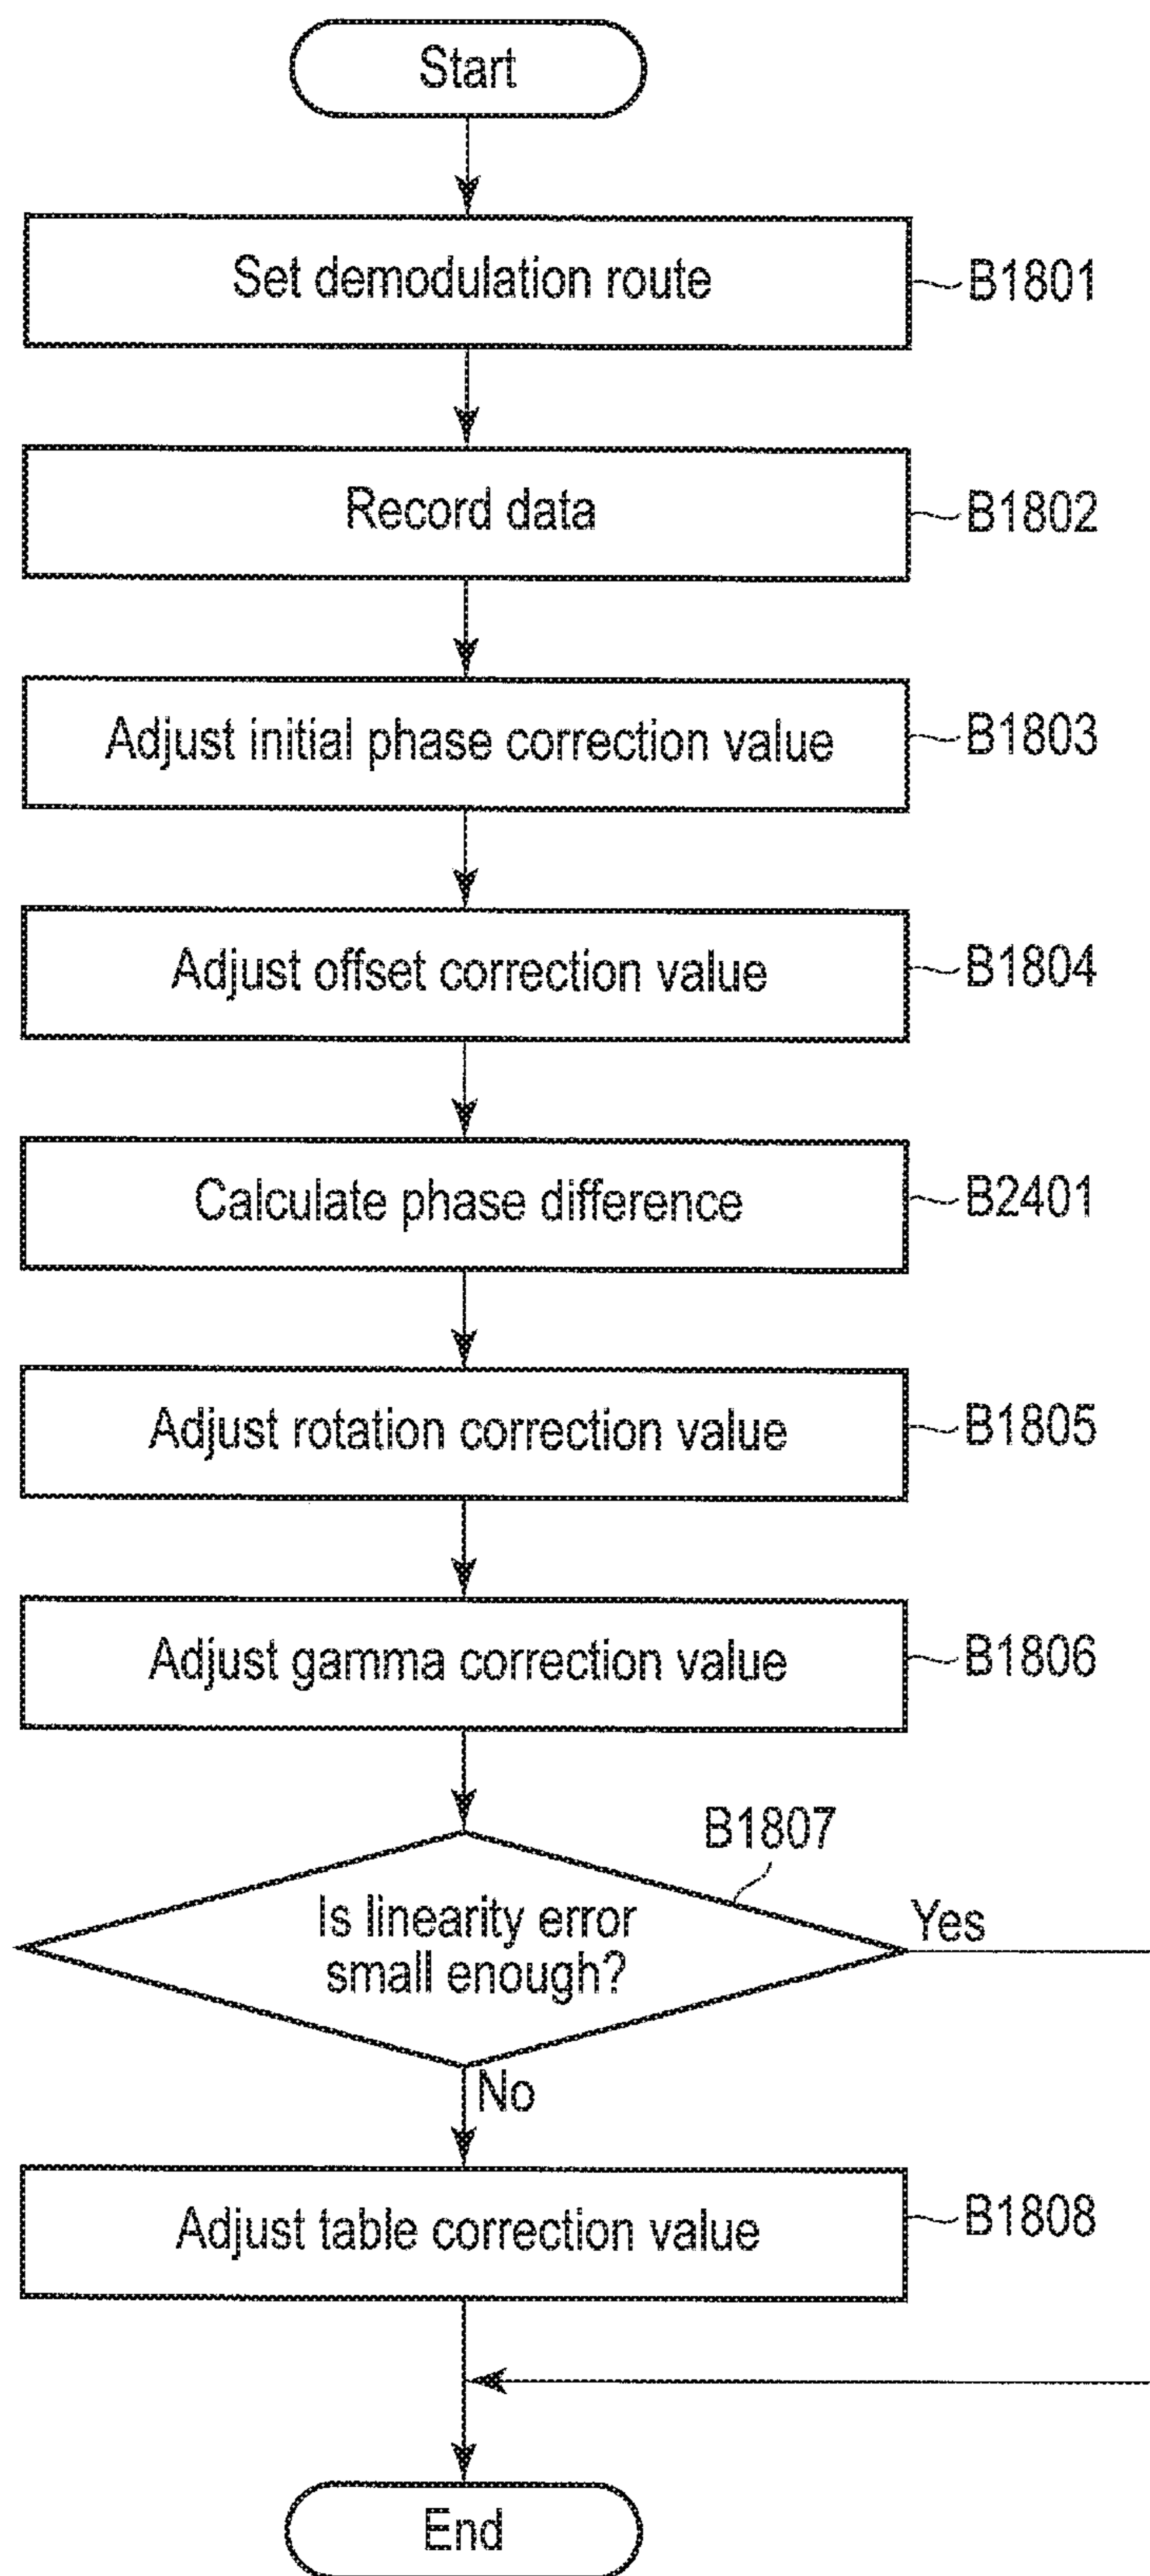 Start
Set demodulation route
B1801
Record data
B1802
Adjust initial phase correction value
B1803
Adjust offset correction value
B1804
Calculate phase difference
B2401
Adjust rotation correction value
B1805
Adjust gamma correction value
B1806
B1807
Is linearity error
small enough?
Yes
No
Adjust table correction value
B1808
End